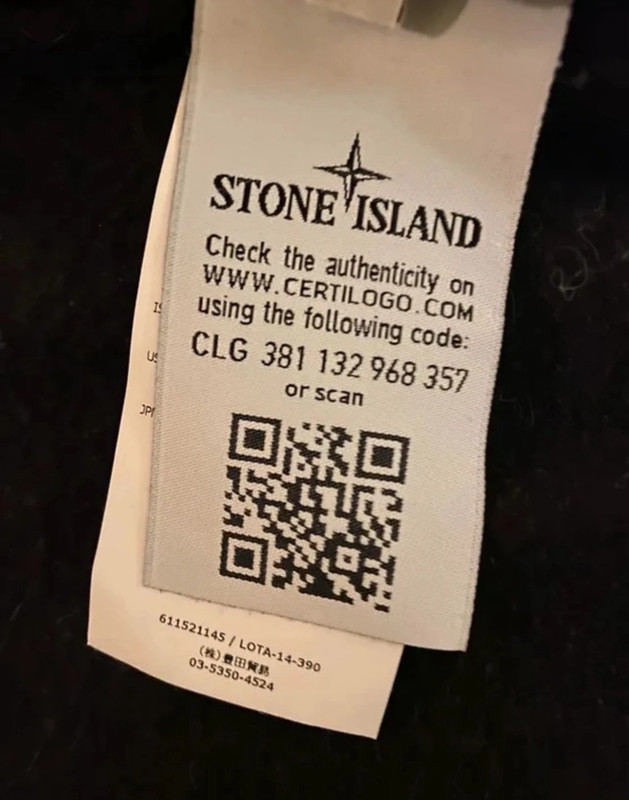 STONE ISLAND
Check the authenticity on
WWW.CERTILOGO.COM
using the following code:
CLG 381 132 968 357
or scan
US
611521145 / LOTA-14-390
(株)豊田貿易
03-5350-4524